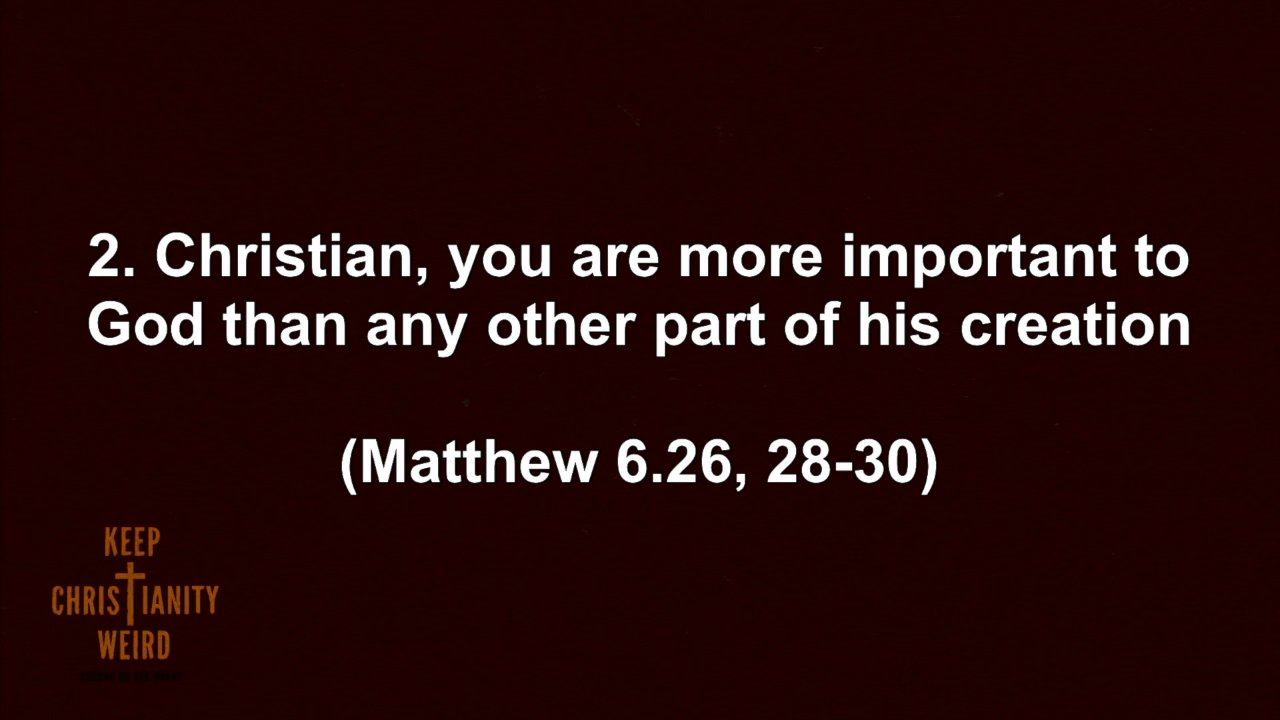 2. Christian, you are more important to
God than any other part of his creation
(Matthew 6.26, 28-30)
KEEP
CHRISTIANITY
WEIRD